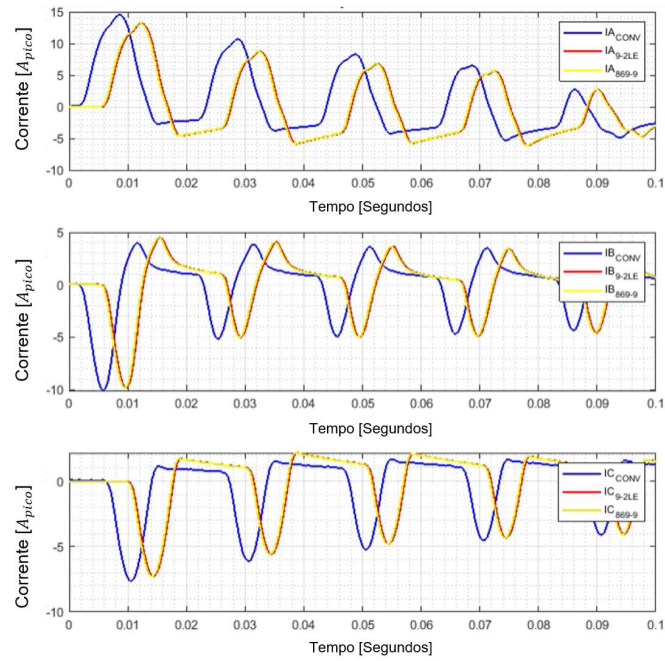 15
10
5
0
-5
-10
Corrente [A_pico]
IA_CONV
IA_9-2LE
IA_869-9
0 0.01 0.02 0.03 0.04 0.05 0.06 0.07 0.08 0.09 0.1
Tempo [Segundos]
5
0
-5
-10
Corrente [A_pico]
IB_CONV
IB_9-2LE
IB_869-9
0 0.01 0.02 0.03 0.04 0.05 0.06 0.07 0.08 0.09 0.1
Tempo [Segundos]
0
-5
-10
Corrente [A_pico]
IC_CONV
IC_9-2LE
IC_869-9
0 0.01 0.02 0.03 0.04 0.05 0.06 0.07 0.08 0.09 0.1
Tempo [Segundos]